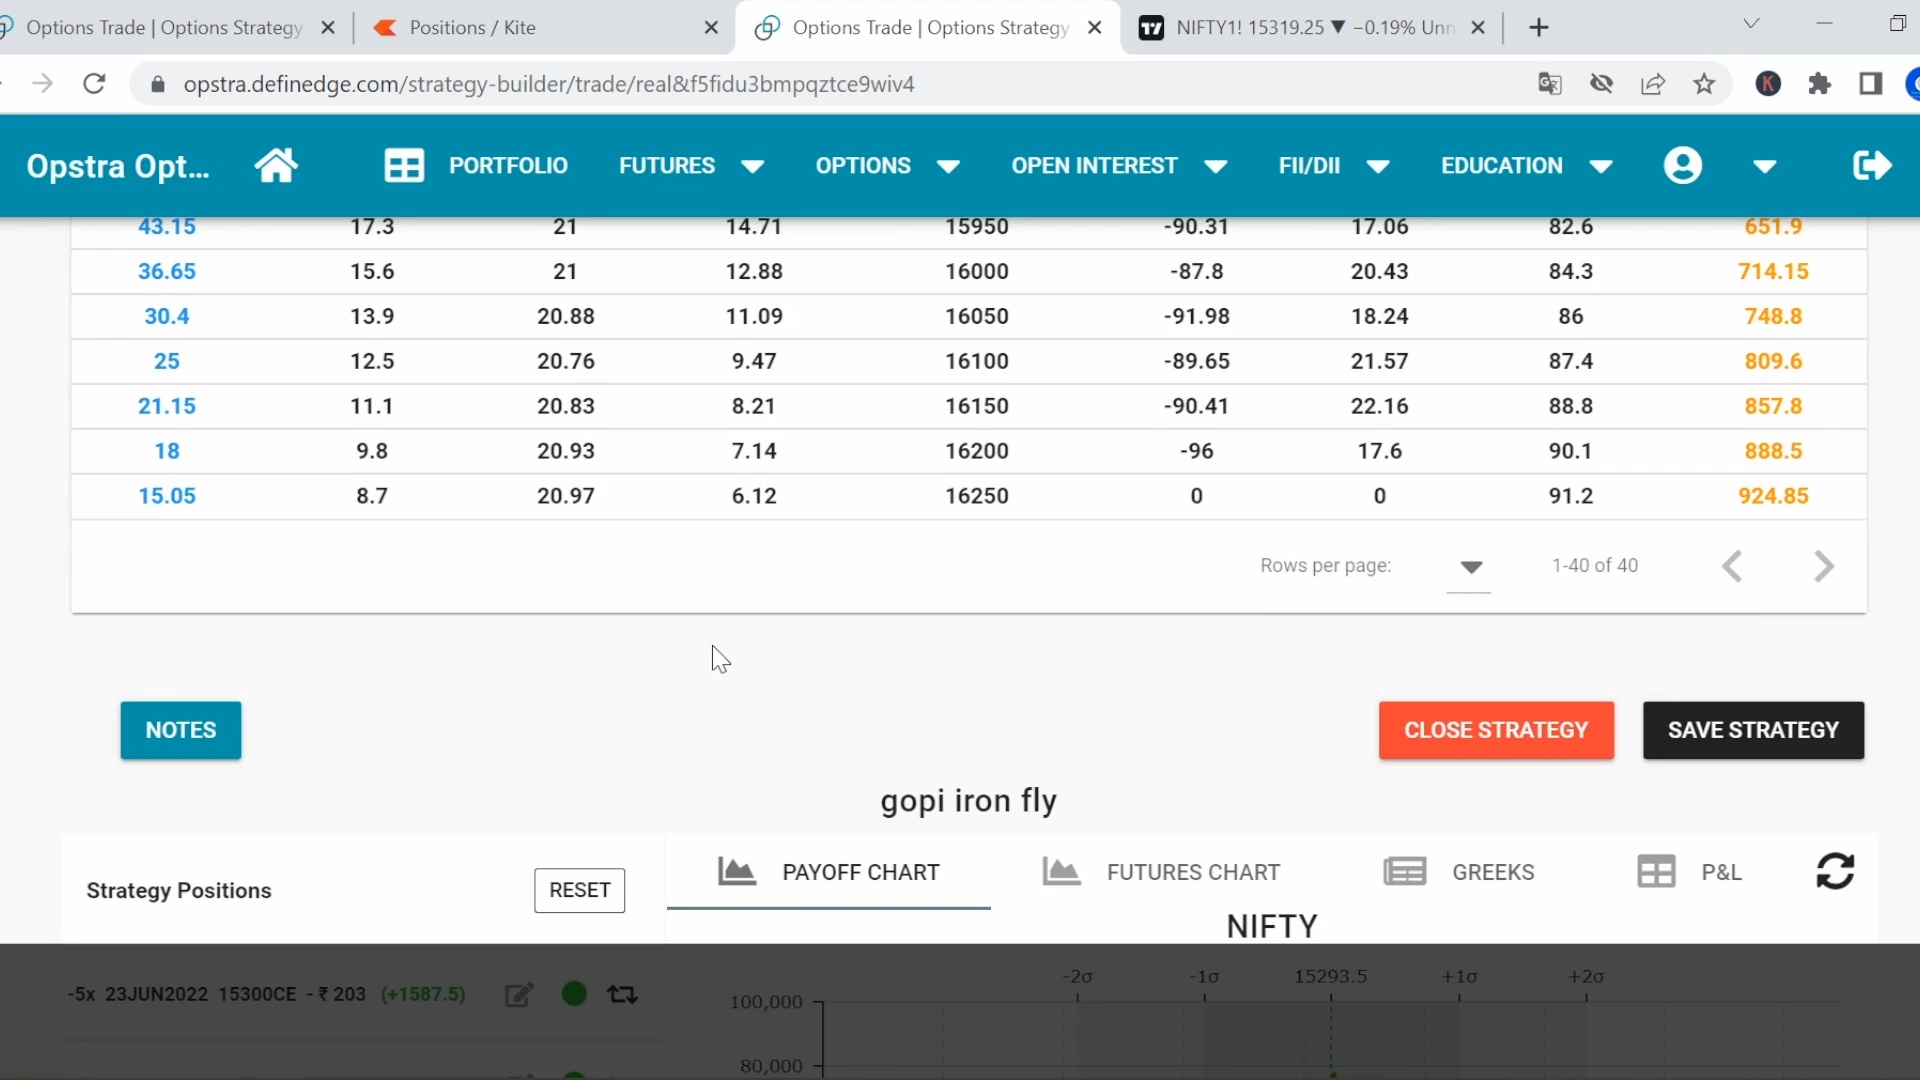 Options Trade | Options Strategy
Positions / Kite
Options Trade | Options Strategy
NIFTY1! 15319.25 ▼ −0.19% Unn
opstra.definedge.com/strategy-builder/trade/real&f5fidu3bmpqztce9wiv4
K
Opstra Opt... PORTFOLIO FUTURES OPTIONS OPEN INTEREST FII/DII EDUCATION
43.15 17.3 21 14.71 15950 -90.31 17.06 82.6 651.9
36.65 15.6 21 12.88 16000 -87.8 20.43 84.3 714.15
30.4 13.9 20.88 11.09 16050 -91.98 18.24 86 748.8
25 12.5 20.76 9.47 16100 -89.65 21.57 87.4 809.6
21.15 11.1 20.83 8.21 16150 -90.41 22.16 88.8 857.8
18 9.8 20.93 7.14 16200 -96 17.6 90.1 888.5
15.05 8.7 20.97 6.12 16250 0 0 91.2 924.85
Rows per page: 1-40 of 40
NOTES CLOSE STRATEGY SAVE STRATEGY
gopi iron fly
Strategy Positions RESET
PAYOFF CHART FUTURES CHART GREEKS P&L
NIFTY
-5x 23JUN2022 15300CE - ₹ 203 (+1587.5)
-2σ -1σ 15293.5 +1σ +2σ
100,000
80,000